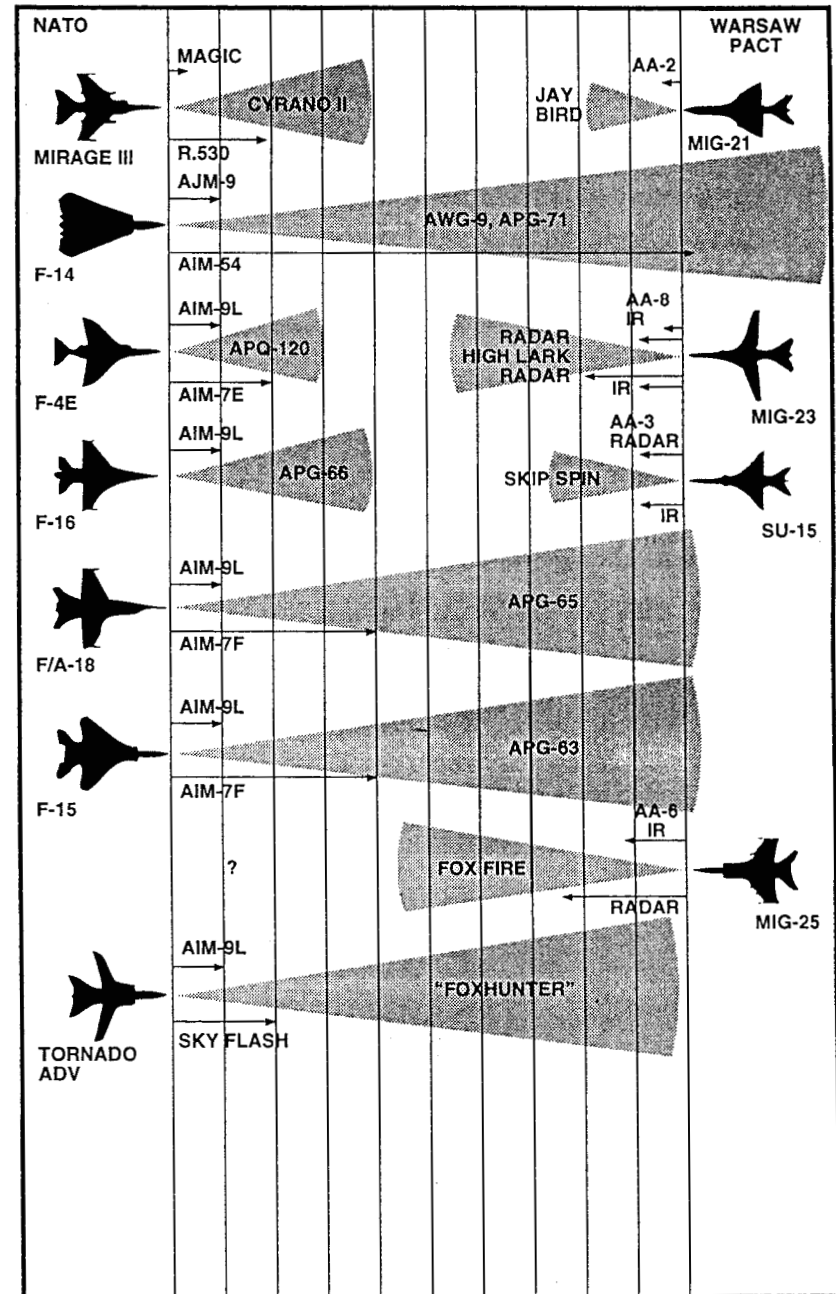 NATO
WARSAW
PACT
MAGIC
AA-2
CYRANO II
JAY
BIRD
MIRAGE III
R.530
MIG-21
AJM-9
AWG-9, APG-71
F-14
AIM-54
AIM-9L
AA-8
IR
APQ-120
RADAR
HIGH LARK
RADAR
IR
F-4E
AIM-7E
MIG-23
AIM-9L
AA-3
RADAR
APG-66
SKIP SPIN
IR
F-16
SU-15
AIM-9L
APG-65
F/A-18
AIM-7F
AIM-9L
APG-63
F-15
AIM-7F
AA-6
IR
?
FOX FIRE
RADAR
MIG-25
AIM-9L
"FOXHUNTER"
SKY FLASH
TORNADO
ADV